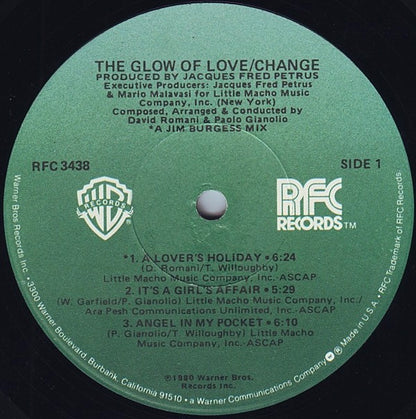 THE GLOW OF LOVE/CHANGE
PRODUCED BY JACQUES FRED PETRUS
Executive Producers: Jacques Fred Petrus
& Mario Malavasi for Little Macho Music
Company, Inc. (New York)
Composed, Arranged & Conducted by
David Romani & Paolo Gianolio
*A JIM BURGESS MIX
RFC 3438
SIDE 1
RECORDS
RFC
RECORDS™
*1. A LOVER'S HOLIDAY • 6:24
(D. Romani/T. Willoughby)
Little Macho Music Company, Inc.-ASCAP
2. IT'S A GIRL'S AFFAIR • 5:29
(W. Garfield/P. Gianolio) Little Macho Music Company, Inc./
Ara Pesh Communications Unlimited, Inc.-ASCAP
3. ANGEL IN MY POCKET • 6:10
(P. Gianolio/T. Willoughby) Little Macho
Music Company, Inc.-ASCAP
℗1980 Warner Bros.
Records Inc.
Warner Bros. Records Inc. • 3300 Warner Boulevard, Burbank, California 91510 • a Warner Communications Company • Made in U.S.A. • RFC Trademark of RFC Records.